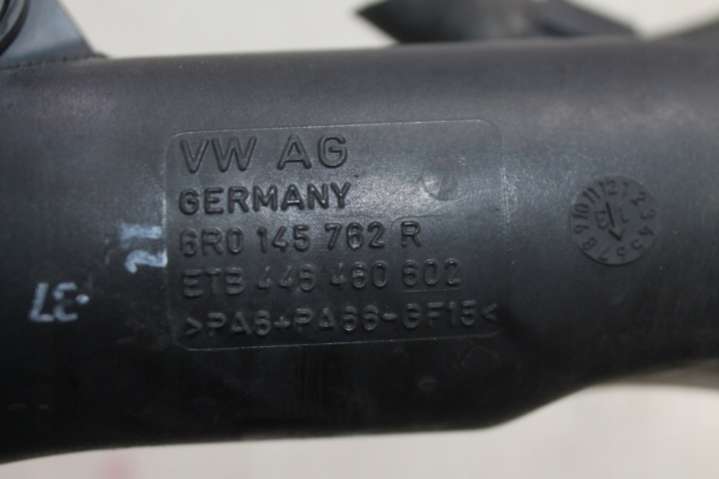 VW AG
GERMANY
6R0 145 762 R
ETB 446 460 602
>PA6+PA66-GF15<